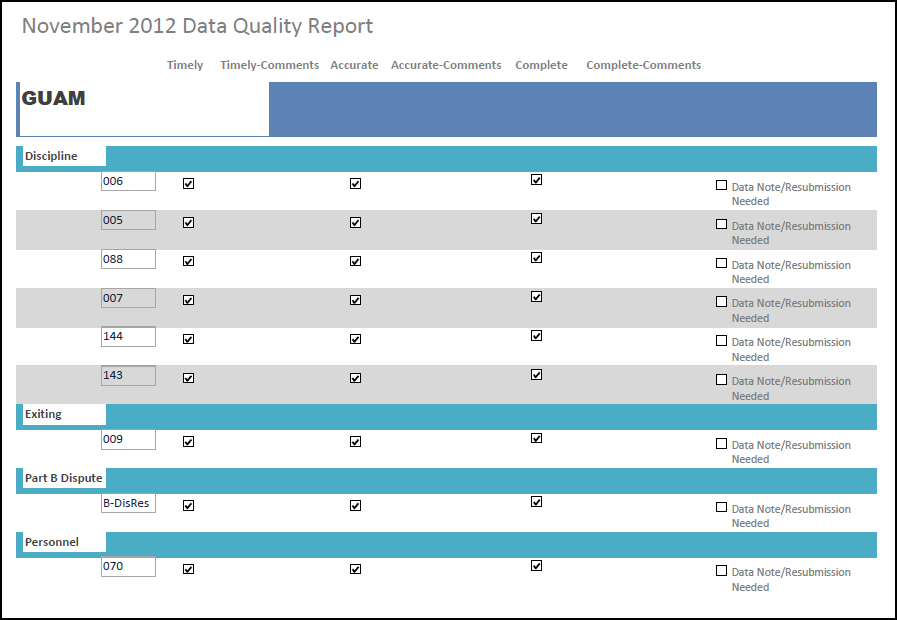 November 2012 Data Quality Report
Timely Timely-Comments Accurate Accurate-Comments Complete Complete-Comments
GUAM
Discipline
006
Data Note/Resubmission
Needed
005
Data Note/Resubmission
Needed
088
Data Note/Resubmission
Needed
007
Data Note/Resubmission
Needed
144
Data Note/Resubmission
Needed
143
Data Note/Resubmission
Needed
Exiting
009
Data Note/Resubmission
Needed
Part B Dispute
B-DisRes
Data Note/Resubmission
Needed
Personnel
070
Data Note/Resubmission
Needed